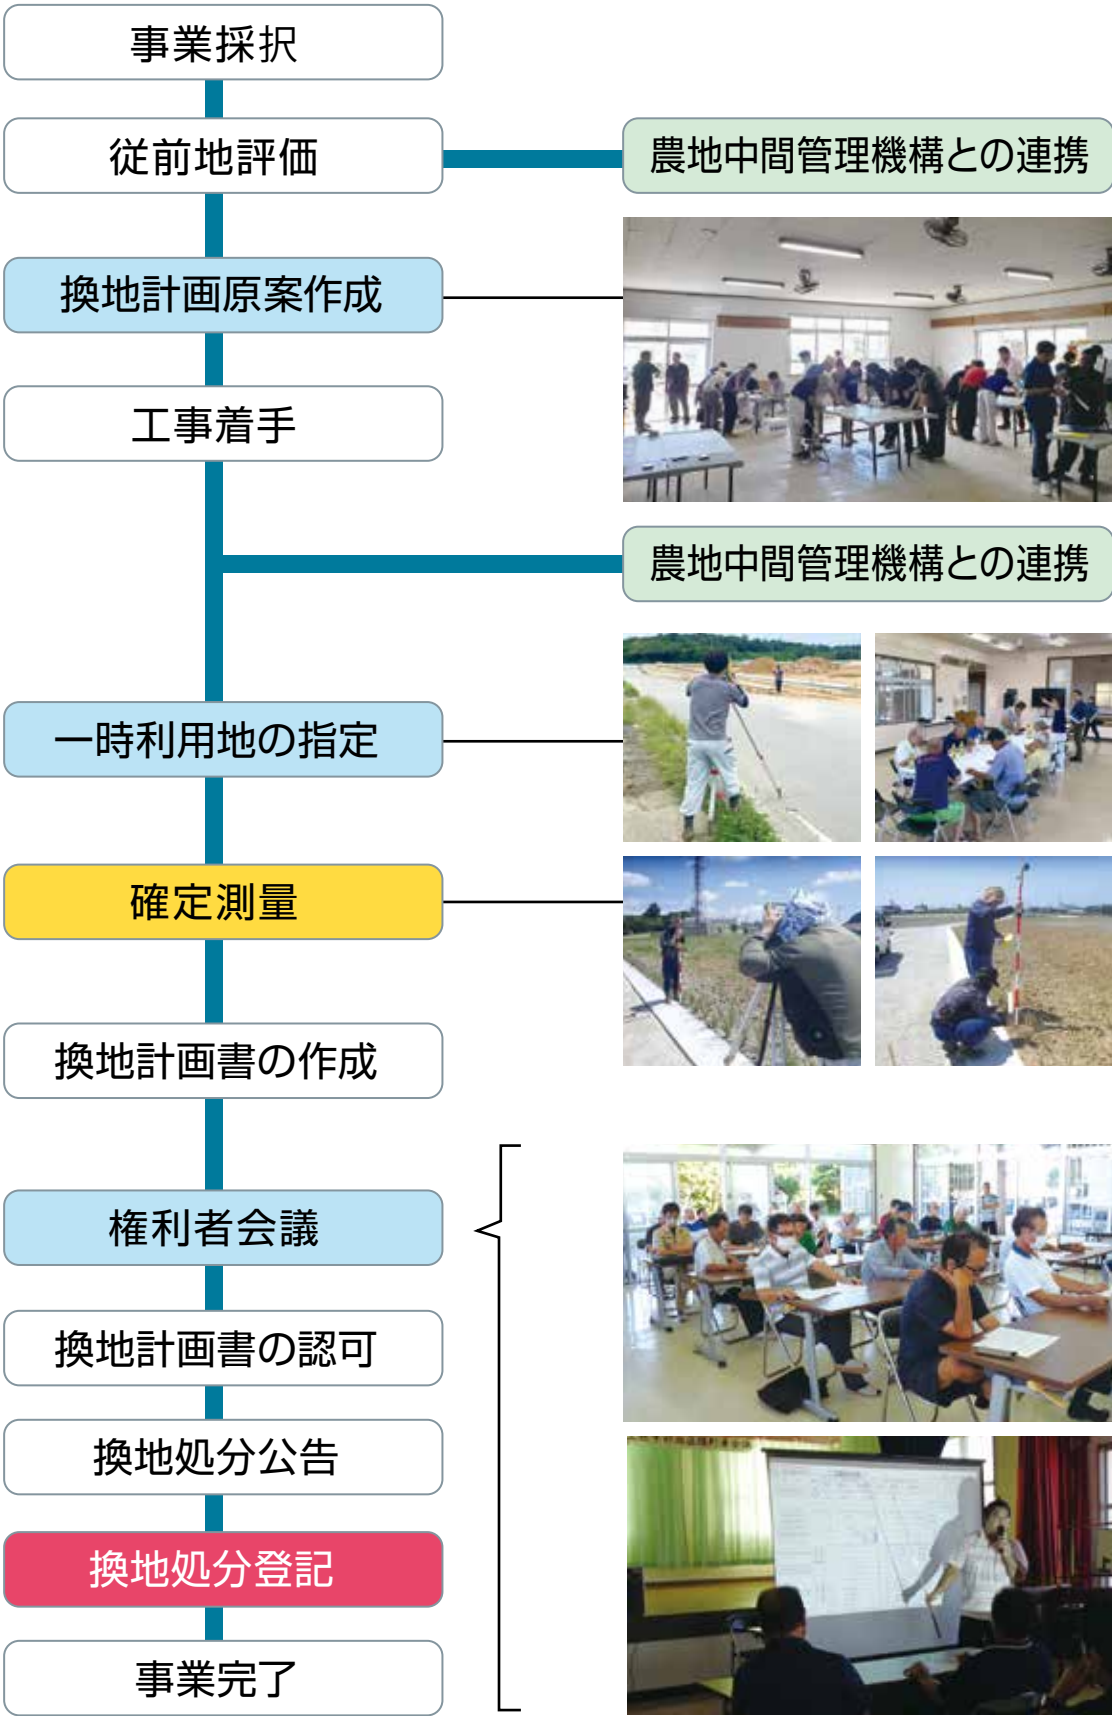 事業採択
従前地評価
農地中間管理機構との連携
換地計画原案作成
工事着手
農地中間管理機構との連携
一時利用地の指定
確定測量
換地計画書の作成
権利者会議
換地計画書の認可
換地処分公告
換地処分登記
事業完了